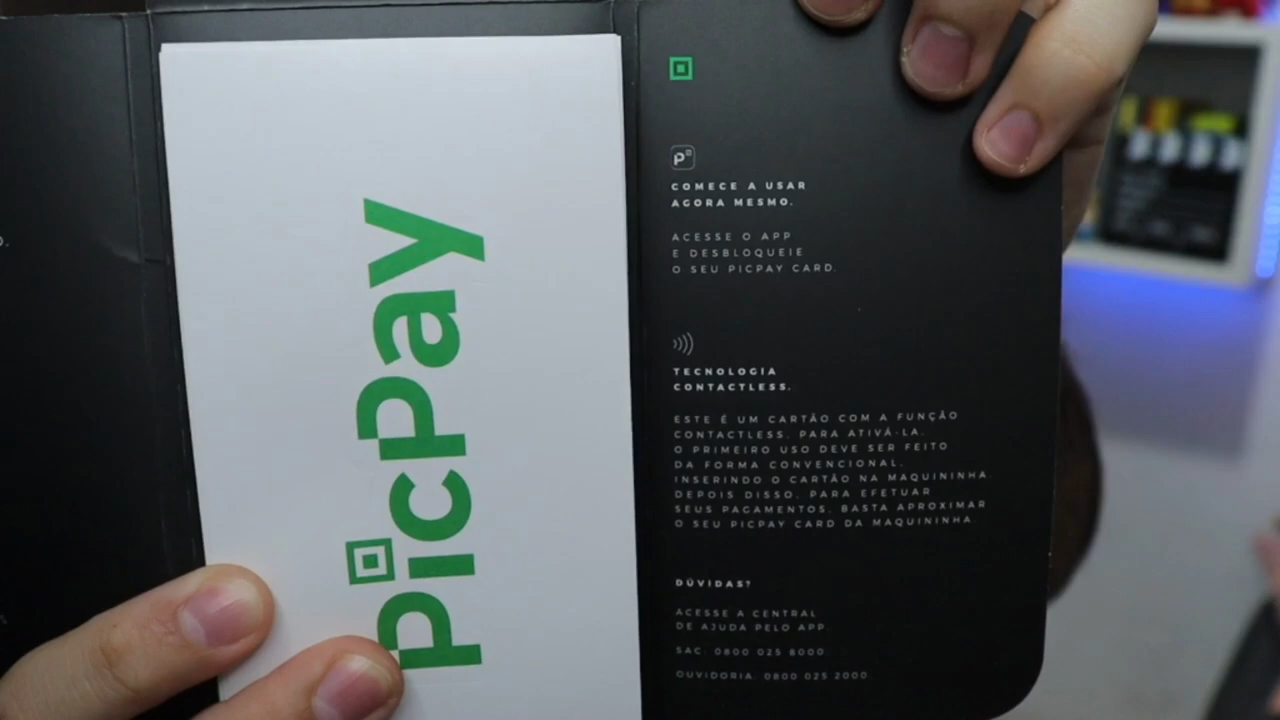 PicPay
COMECE A USAR
AGORA MESMO.
ACESSE O APP
E DESBLOQUEIE
O SEU PICPAY CARD.
TECNOLOGIA
CONTACTLESS.
ESTE É UM CARTÃO COM A FUNÇÃO
CONTACTLESS. PARA ATIVÁ-LA,
O PRIMEIRO USO DEVE SER FEITO
DA FORMA CONVENCIONAL,
INSERINDO O CARTÃO NA MAQUININHA.
DEPOIS DISSO, PARA EFETUAR
SEUS PAGAMENTOS, BASTA APROXIMAR
O SEU PICPAY CARD DA MAQUININHA
DÚVIDAS?
ACESSE A CENTRAL
DE AJUDA PELO APP.
SAC: 0800 025 8000
OUVIDORIA: 0800 025 2000